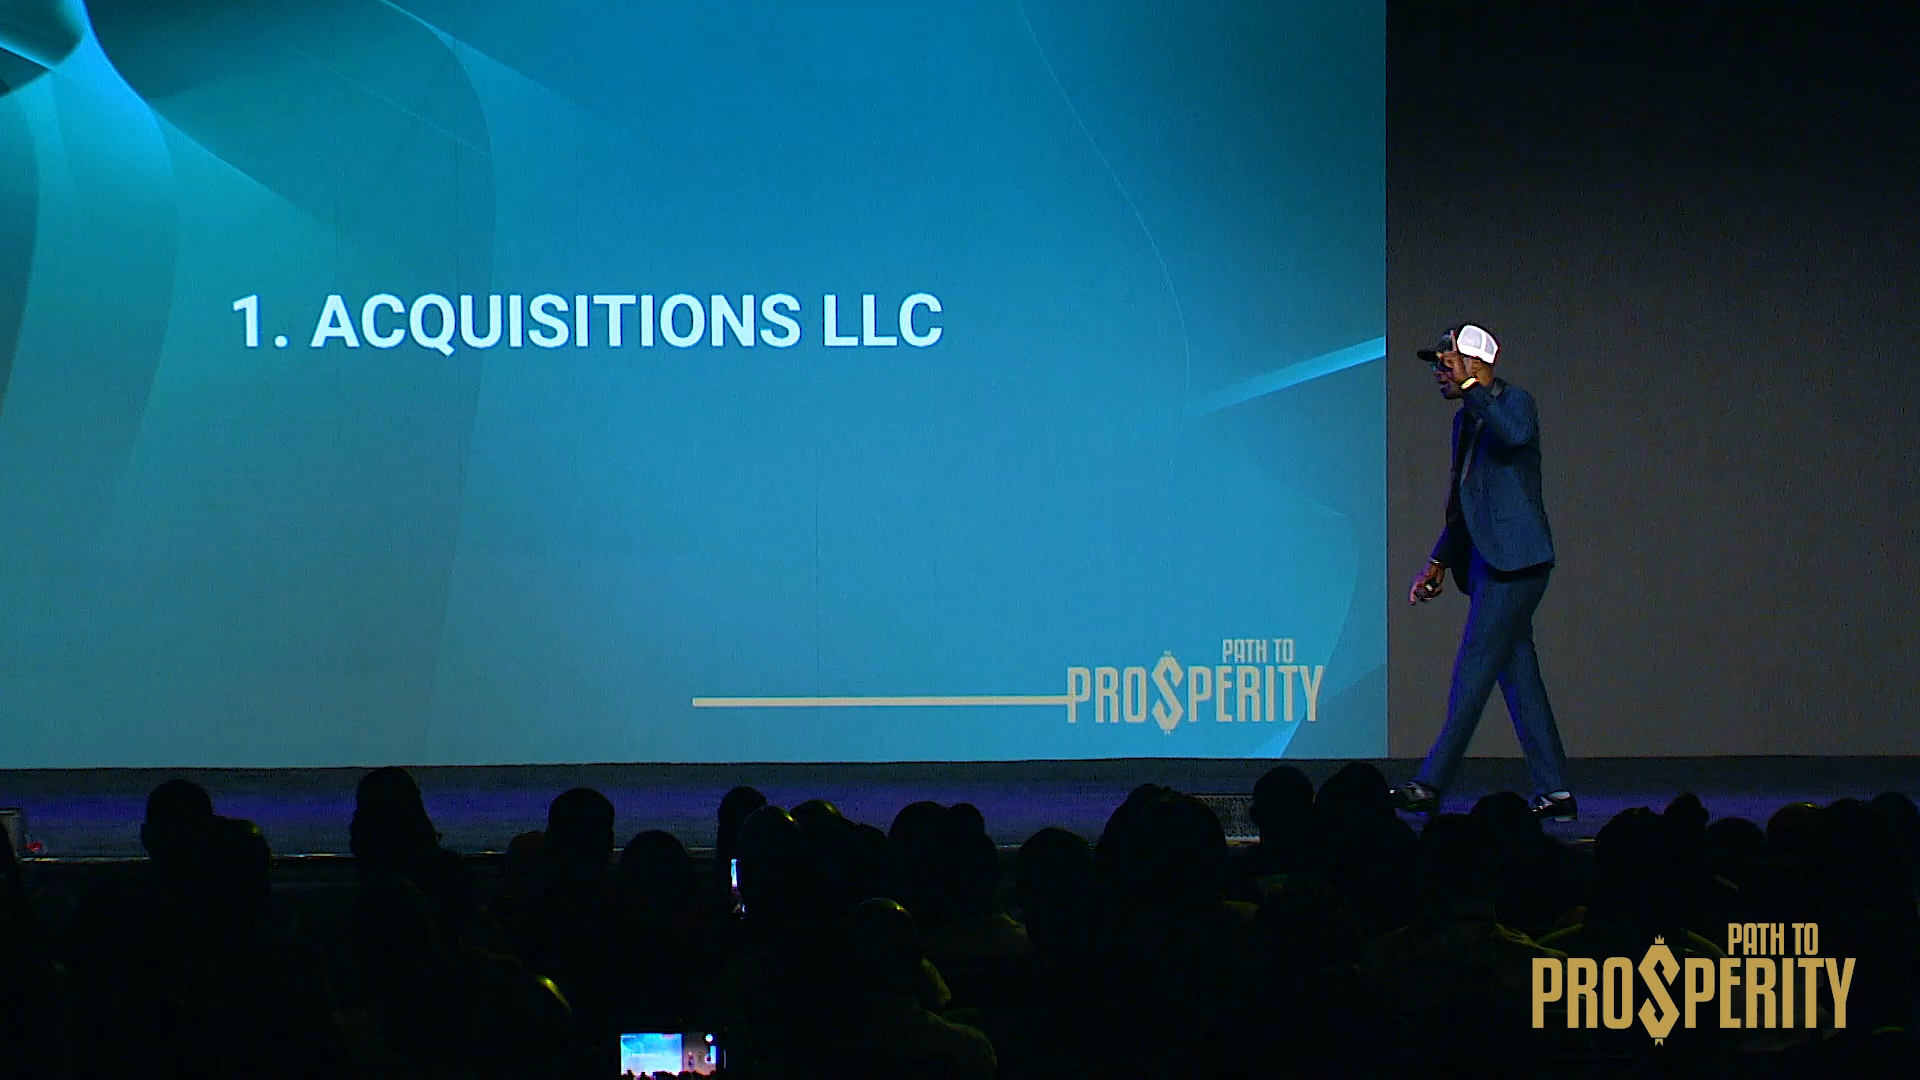 1. ACQUISITIONS LLC
PATH TO
PRO$PERITY
PATH TO
PRO$PERITY